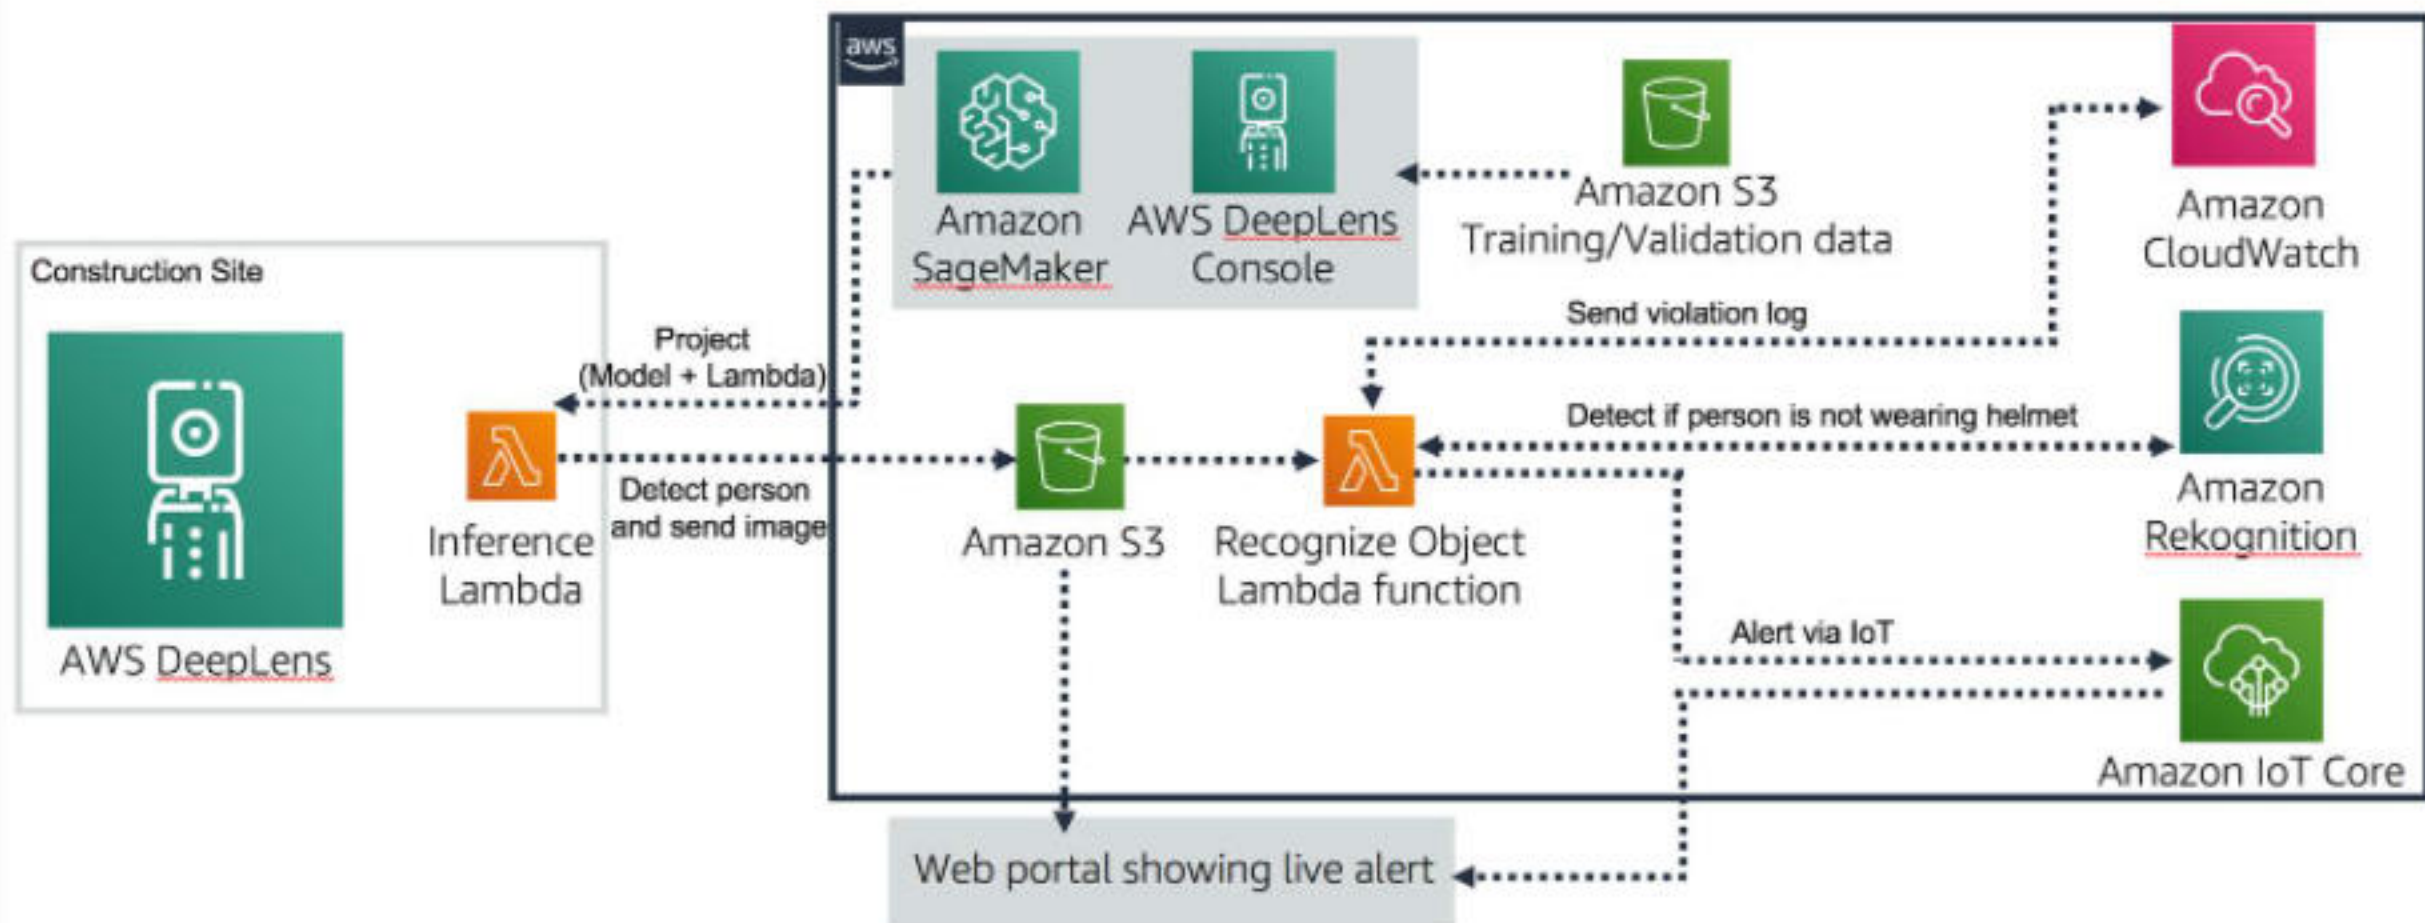 aws
Amazon
SageMaker
AWS DeepLens
Console
Amazon S3
Training/Validation data
Amazon
CloudWatch
Construction Site
Project
(Model + Lambda)
Send violation log
Detect if person is not wearing helmet
Detect person
and send image
Inference
Lambda
AWS DeepLens
Amazon S3
Recognize Object
Lambda function
Amazon
Rekognition
Alert via IoT
Amazon IoT Core
Web portal showing live alert